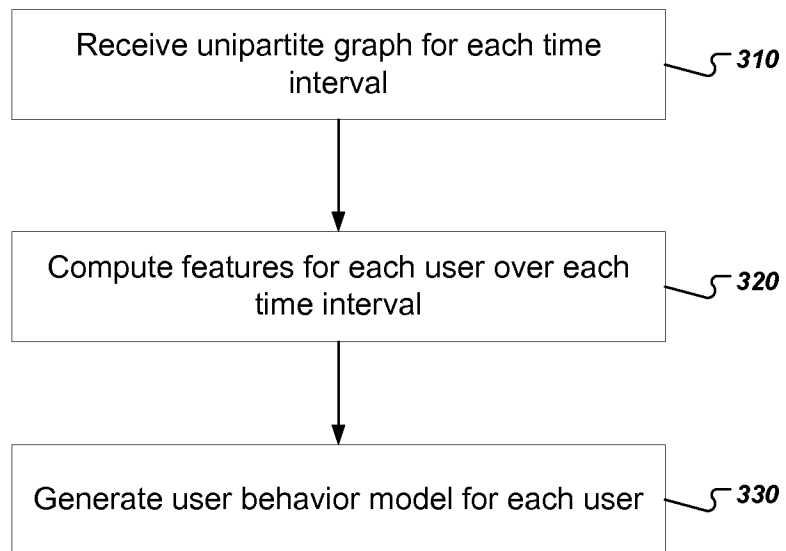 Receive unipartite graph for each time
interval
310
Compute features for each user over each
time interval
320
Generate user behavior model for each user
330